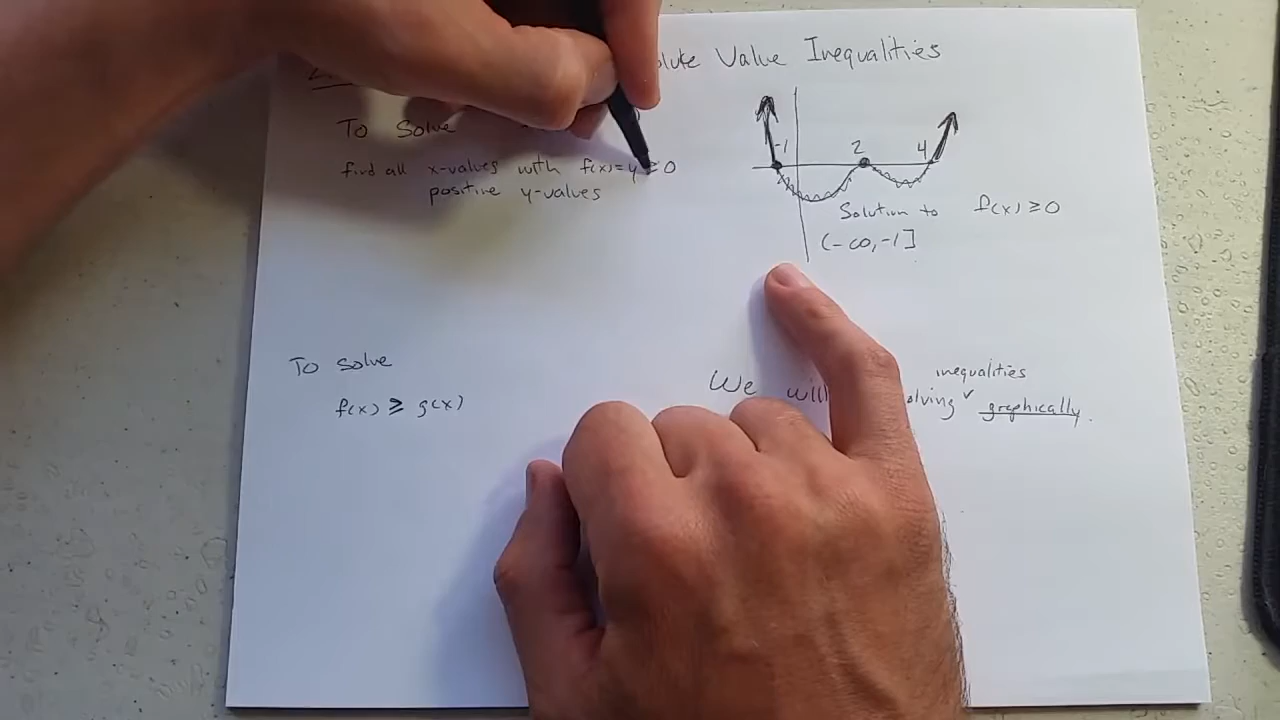 Value Inequalities
To Solve
find all x-values with f(x)=y≥0
positive y-values
-1
2
4
Solution to f(x)≥0
(-∞,-1]
To solve
f(x) ≥ g(x)
We will
inequalities
olving ˅ graphically.